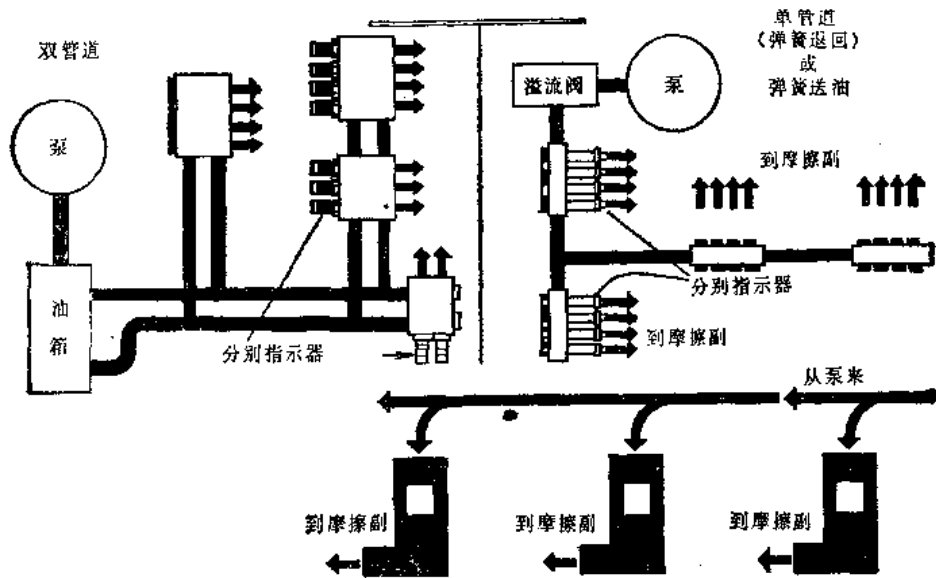 双管道
泵
油
箱
分别指示器
单管道
(弹簧返回)
或
弹簧送油
溢流阀
泵
到摩擦副
分别指示器
到摩擦副
从泵来
到摩擦副
到摩擦副
到摩擦副